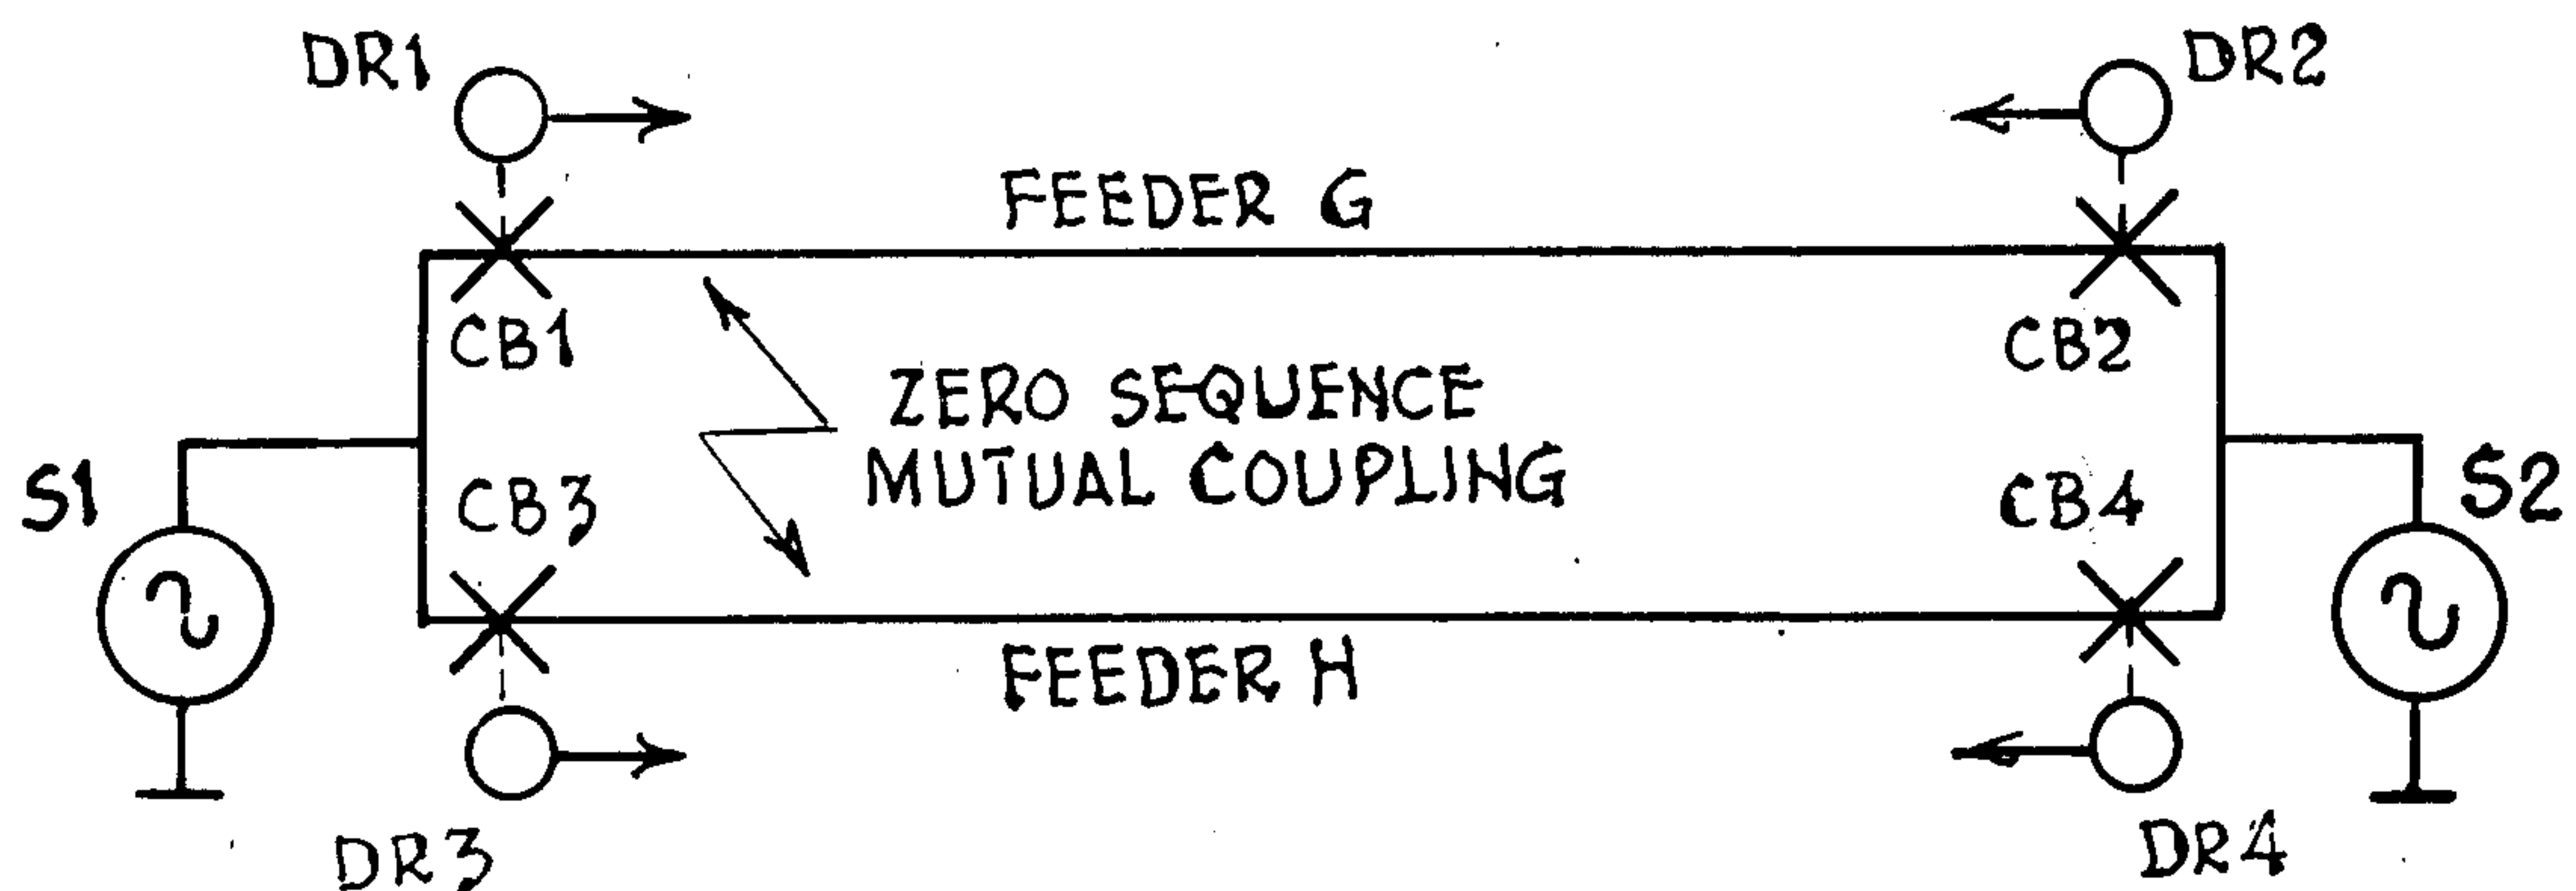 DR1
DR2
FEEDER G
CB1
CB2
ZERO SEQUENCE
MUTUAL COUPLING
S1
CB3
CB4
S2
FEEDER H
DR3
DR4